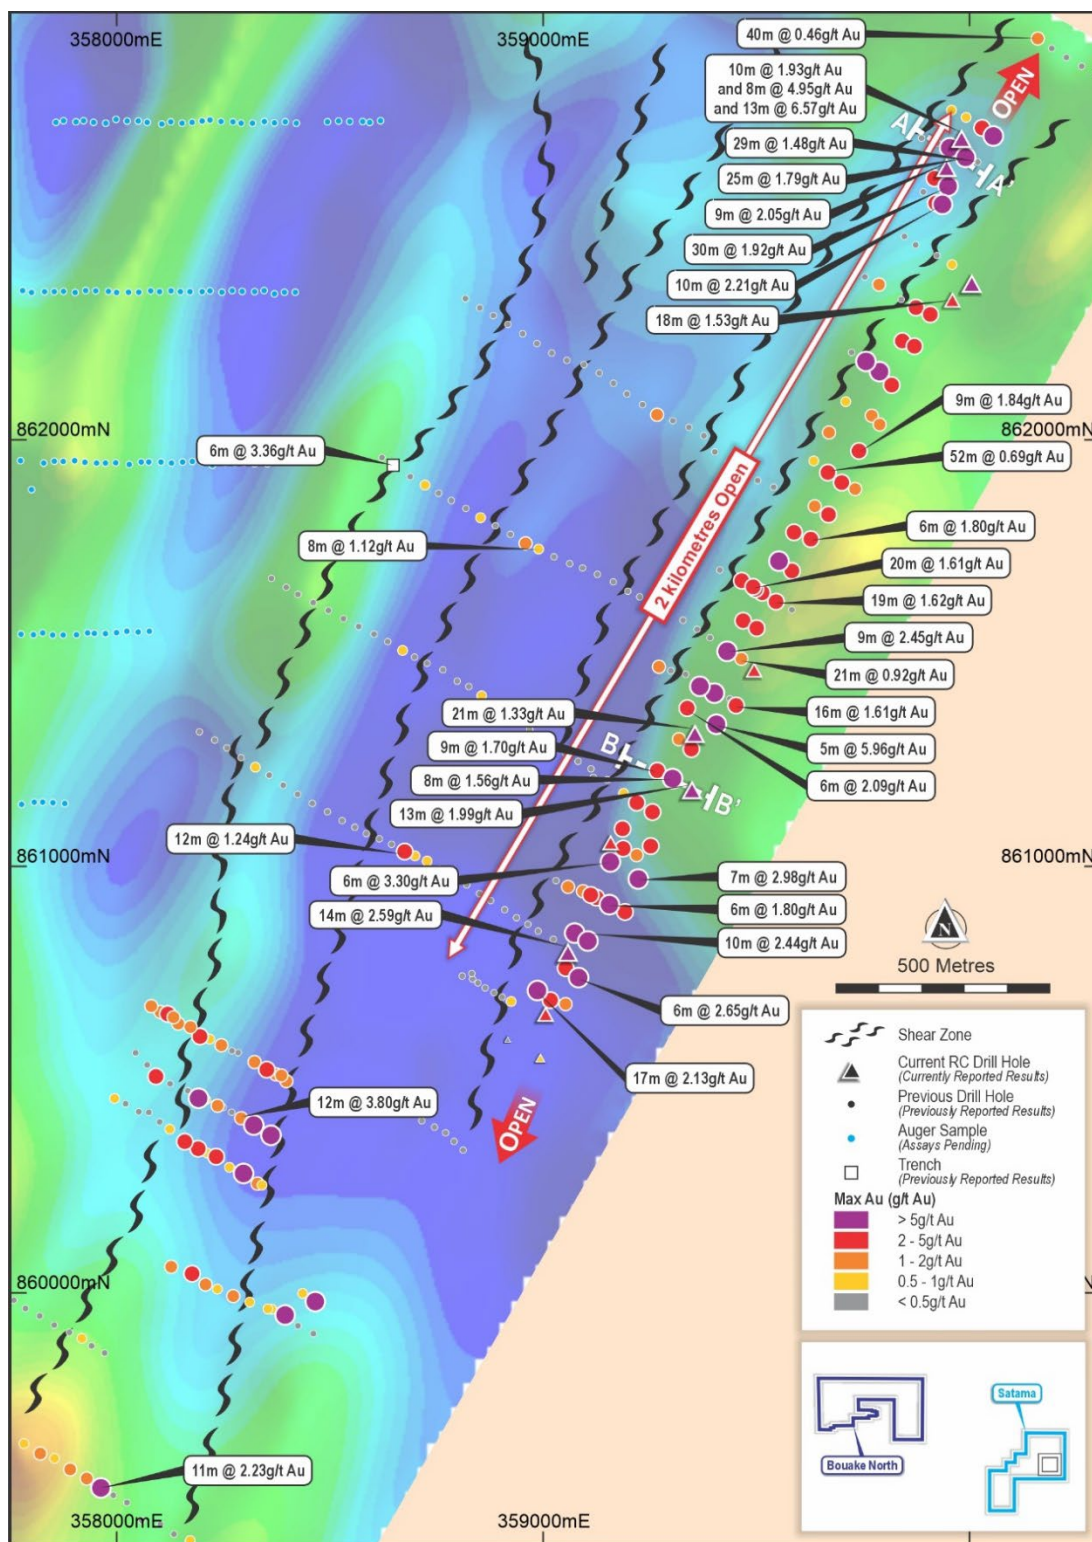 358000mE
359000mE
40m @ 0.46g/t Au
10m @ 1.93g/t Au
and 8m @ 4.95g/t Au
and 13m @ 6.57g/t Au
OPEN
A
A'
29m @ 1.48g/t Au
25m @ 1.79g/t Au
9m @ 2.05g/t Au
30m @ 1.92g/t Au
10m @ 2.21g/t Au
18m @ 1.53g/t Au
9m @ 1.84g/t Au
862000mN
862000mN
6m @ 3.36g/t Au
52m @ 0.69g/t Au
2 kilometres Open
6m @ 1.80g/t Au
8m @ 1.12g/t Au
20m @ 1.61g/t Au
19m @ 1.62g/t Au
9m @ 2.45g/t Au
21m @ 0.92g/t Au
21m @ 1.33g/t Au
16m @ 1.61g/t Au
9m @ 1.70g/t Au
B
B'
5m @ 5.96g/t Au
8m @ 1.56g/t Au
6m @ 2.09g/t Au
13m @ 1.99g/t Au
12m @ 1.24g/t Au
861000mN
861000mN
6m @ 3.30g/t Au
7m @ 2.98g/t Au
14m @ 2.59g/t Au
6m @ 1.80g/t Au
10m @ 2.44g/t Au
N
500 Metres
6m @ 2.65g/t Au
17m @ 2.13g/t Au
12m @ 3.80g/t Au
OPEN
Shear Zone
Current RC Drill Hole
(Currently Reported Results)
Previous Drill Hole
(Previously Reported Results)
Auger Sample
(Assays Pending)
Trench
(Previously Reported Results)
Max Au (g/t Au)
> 5g/t Au
2 - 5g/t Au
1 - 2g/t Au
0.5 - 1g/t Au
< 0.5g/t Au
860000mN
860000mN
Satama
Bouake North
11m @ 2.23g/t Au
358000mE
359000mE